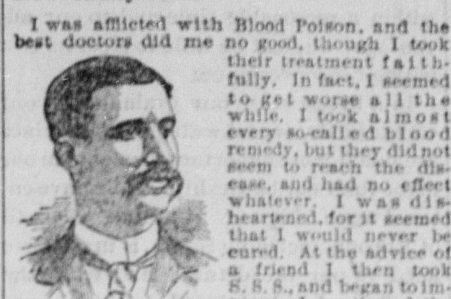 I was afflicted with Blood Poison, and the
best doctors did me no good, though I took
their treatment faith-
fully. In fact, I seemed
to get worse all the
while. I took almost
every so-called blood
remedy, but they did not
seem to reach the dis-
ease, and had no effect
whatever. I was dis-
heartened, for it seemed
that I would never be
cured. At the advice of
a friend I then took
S. S. S., and began to im-